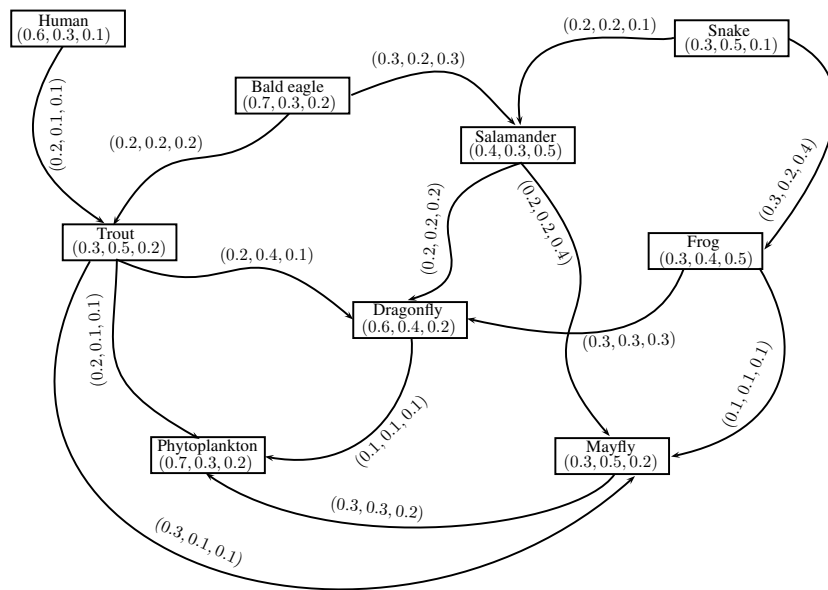 Human
(0.6, 0.3, 0.1)
Snake
(0.3, 0.5, 0.1)
(0.2, 0.2, 0.1)
(0.3, 0.2, 0.3)
Bald eagle
(0.7, 0.3, 0.2)
(0.2, 0.1, 0.1)
(0.2, 0.2, 0.2)
Salamander
(0.4, 0.3, 0.5)
(0.3, 0.2, 0.4)
(0.2, 0.2, 0.2)
(0.2, 0.2, 0.4)
Trout
(0.3, 0.5, 0.2)
Frog
(0.3, 0.4, 0.5)
(0.2, 0.4, 0.1)
Dragonfly
(0.6, 0.4, 0.2)
(0.3, 0.3, 0.3)
(0.2, 0.1, 0.1)
(0.1, 0.1, 0.1)
(0.1, 0.1, 0.1)
Phytoplankton
(0.7, 0.3, 0.2)
Mayfly
(0.3, 0.5, 0.2)
(0.3, 0.3, 0.2)
(0.3, 0.1, 0.1)